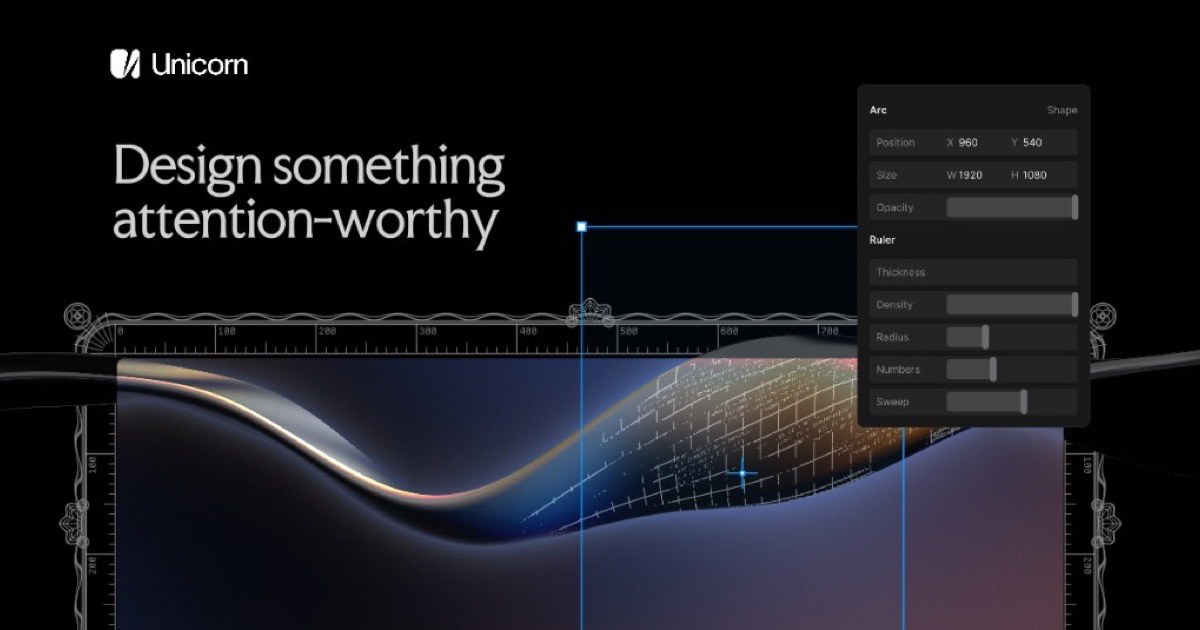 Unicorn
Design something
attention-worthy
Arc Shape
Position X 960 Y 540
Size W 1920 H 1080
Opacity
Ruler
Thickness
Density
Radius
Numbers
Sweep
0 100 200 300 400 500 600 700
100 100
200 200